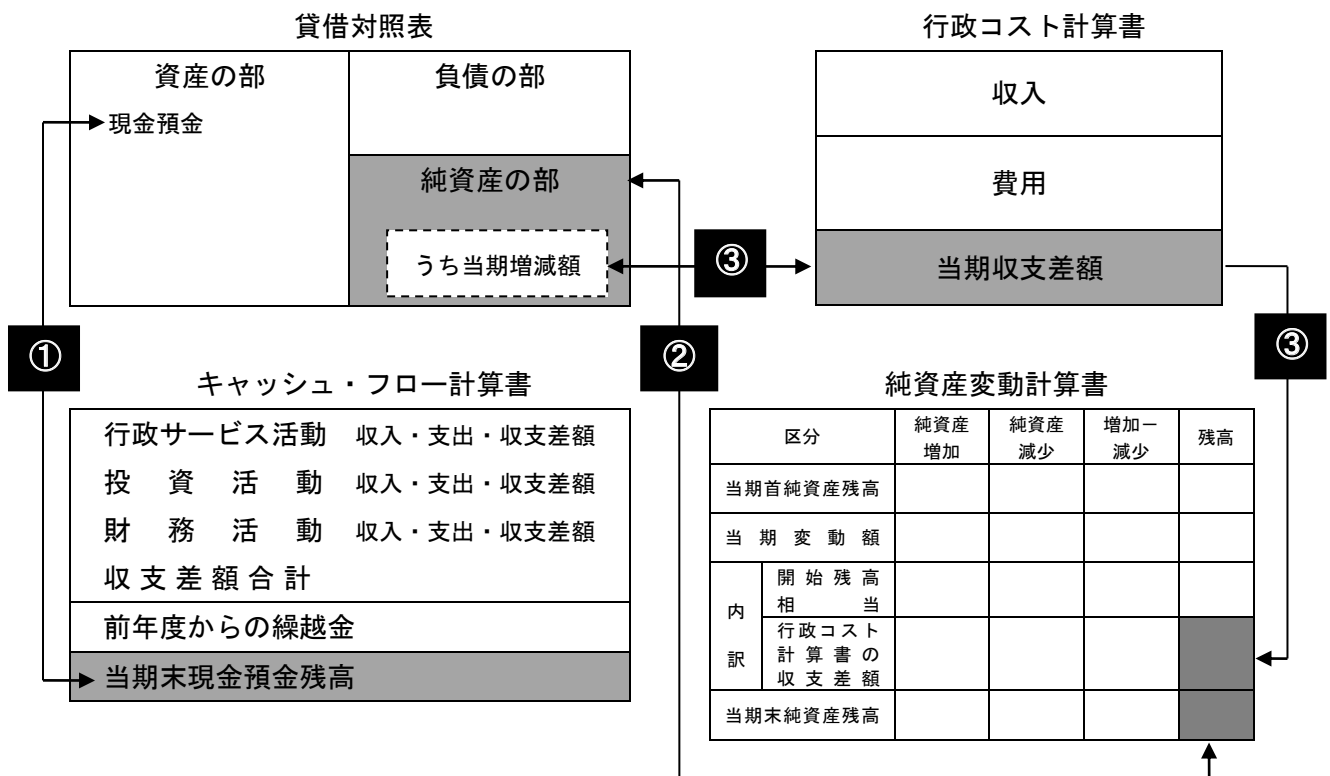 貸借対照表
資産の部
現金預金
負債の部
純資産の部
うち当期増減額
行政コスト計算書
収入
費用
当期収支差額
③
③
①
②
キャッシュ・フロー計算書
行政サービス活動 収入・支出・収支差額
投資活動 収入・支出・収支差額
財務活動 収入・支出・収支差額
収支差額合計
前年度からの繰越金
当期末現金預金残高
純資産変動計算書
区分
純資産
増加
純資産
減少
増加－
減少
残高
当期首純資産残高
当期変動額
内
訳
開始残高
相当
行政コスト
計算書の
収支差額
当期末純資産残高